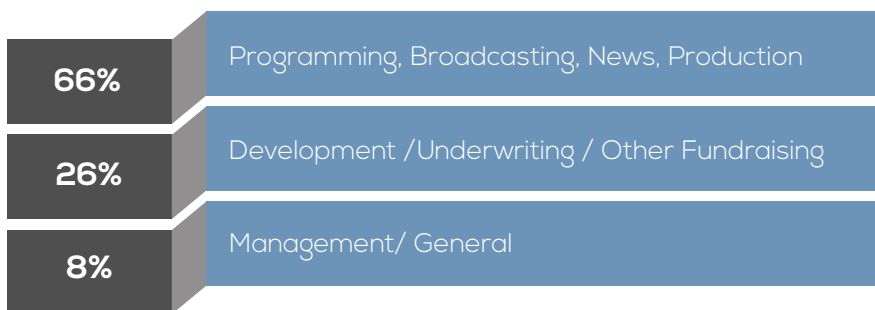 66%
Programming, Broadcasting, News, Production
26%
Development /Underwriting / Other Fundraising
8%
Management/ General